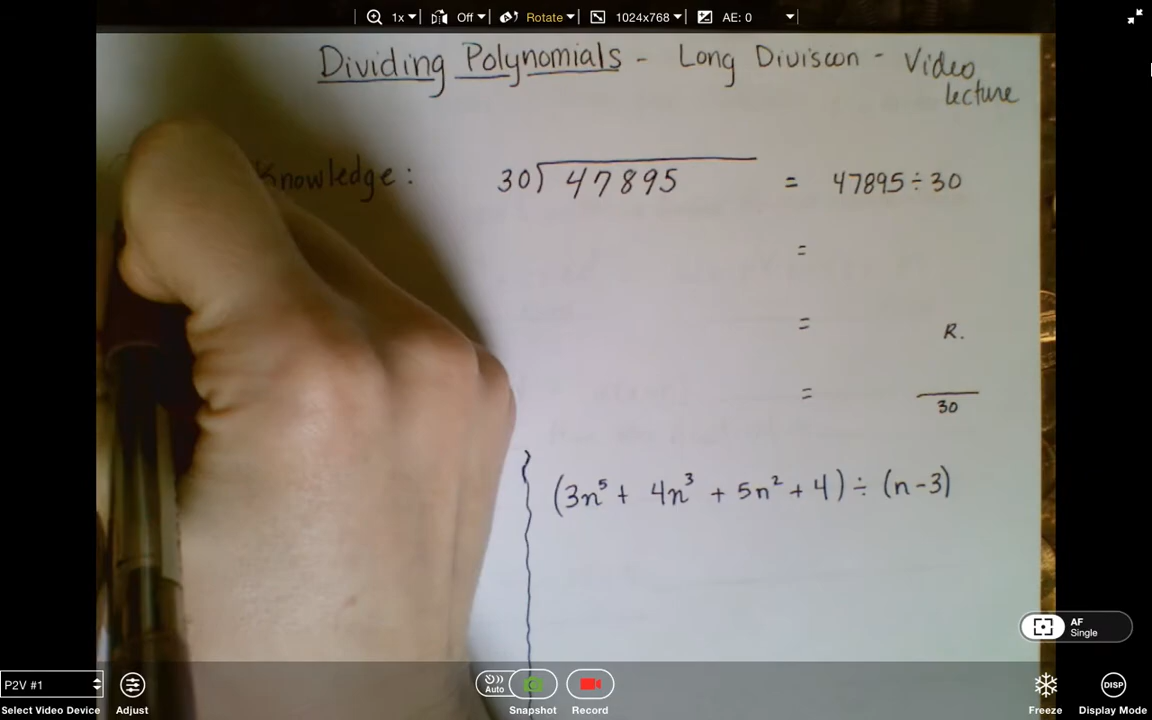 1x Off Rotate 1024x768 AE: 0
Dividing Polynomials - Long Division - Video
lecture
Knowledge: 30) 47895 = 47895 ÷ 30
=
= R.
= 30
(3n⁵ + 4n³ + 5n² + 4) ÷ (n-3)
AF
Single
P2V #1 Auto
Select Video Device Adjust Snapshot Record Freeze DISP Display Mode